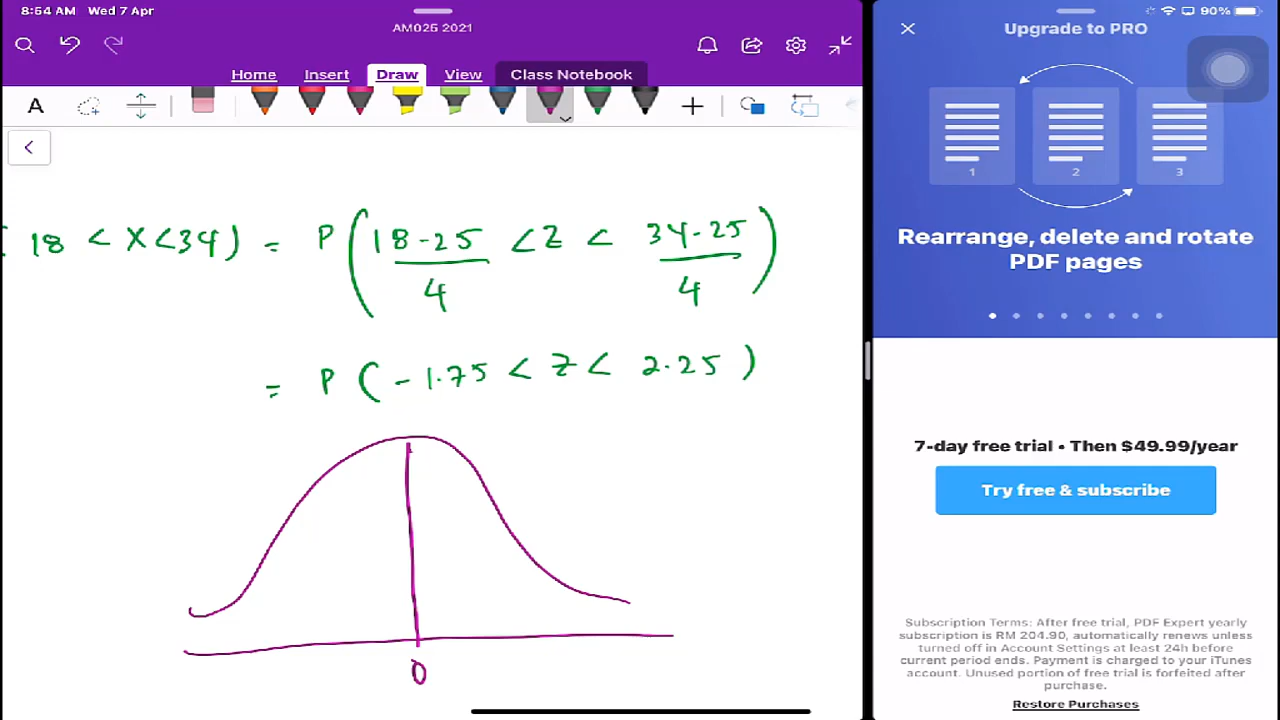 8:54 AM Wed 7 Apr
AM025 2021
Home Insert Draw View Class Notebook
A
18 < X < 34) = P(18-25/4 < Z < 34-25/4)
= P(-1.75 < Z < 2.25)
0
90%
Upgrade to PRO
1 2 3
Rearrange, delete and rotate
PDF pages
7-day free trial • Then $49.99/year
Try free & subscribe
Subscription Terms: After free trial, PDF Expert yearly
subscription is RM 204.90, automatically renews unless
turned off in Account Settings at least 24h before
current period ends. Payment is charged to your iTunes
account. Unused portion of free trial is forfeited after
purchase.
Restore Purchases